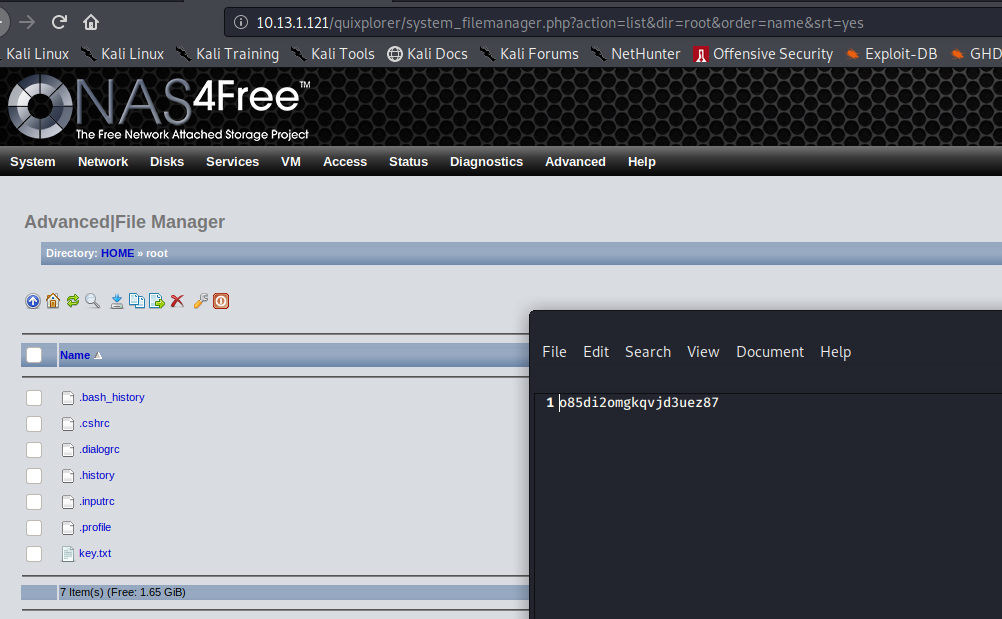 10.13.1.121/quixplorer/system_filemanager.php?action=list&dir=root&order=name&srt=yes
Kali Linux Kali Linux Kali Training Kali Tools Kali Docs Kali Forums NetHunter Offensive Security Exploit-DB GHD
NAS4Free™
The Free Network Attached Storage Project
System Network Disks Services VM Access Status Diagnostics Advanced Help
Advanced|File Manager
Directory: HOME » root
Name
.bash_history
.cshrc
.dialogrc
.history
.inputrc
.profile
key.txt
7 Item(s) (Free: 1.65 GiB)
File Edit Search View Document Help
1 o85di2omgkqvjd3uez87